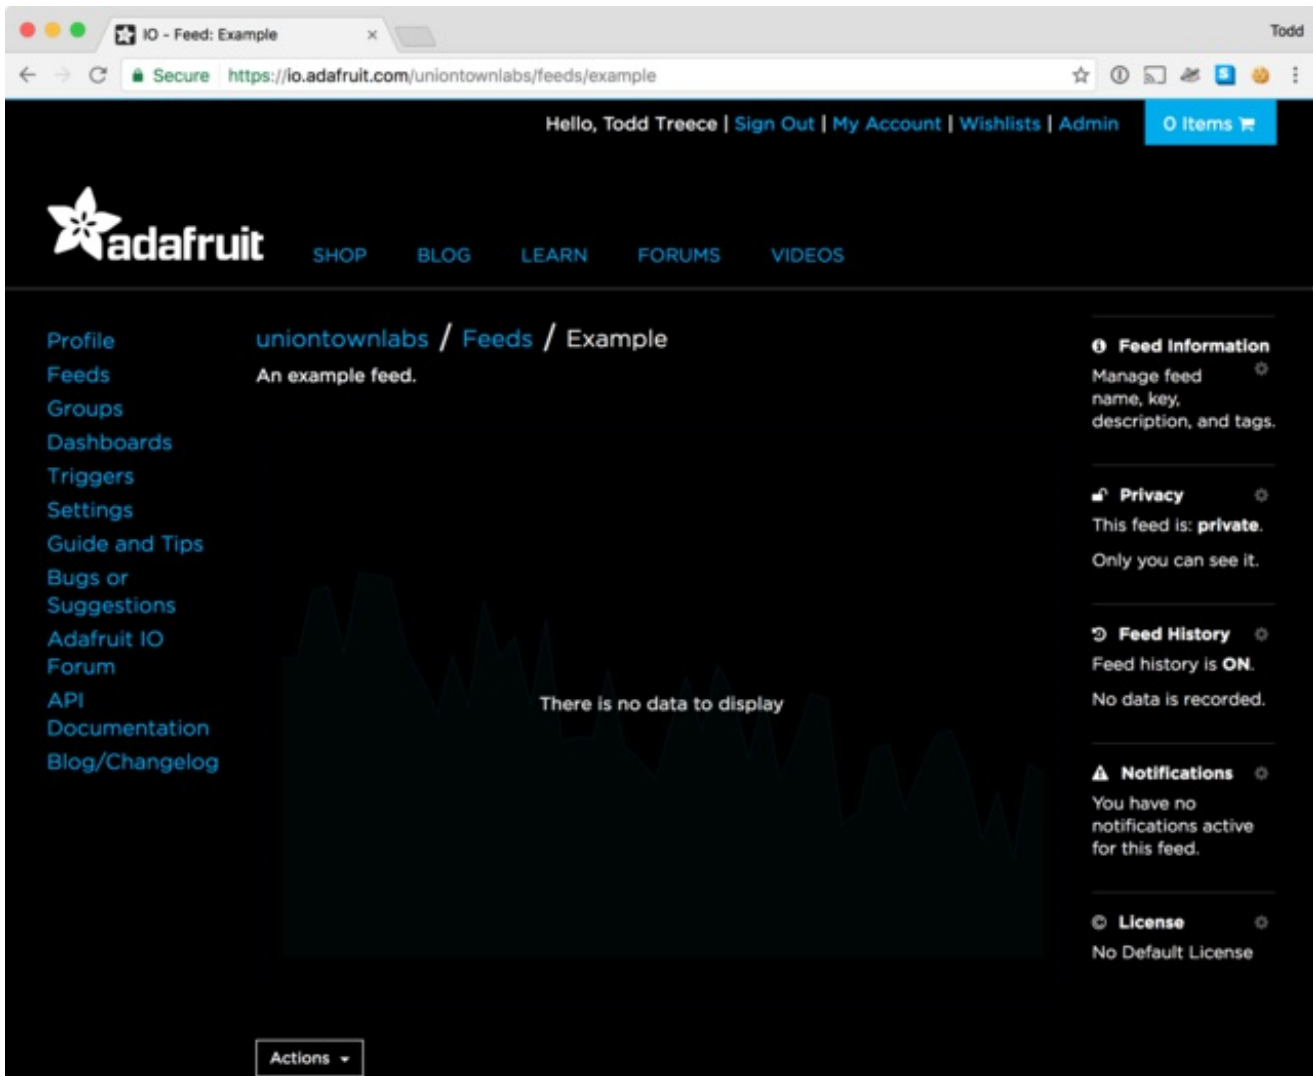 IO - Feed: Example
Todd
Secure https://io.adafruit.com/uniontownlabs/feeds/example
Hello, Todd Treece | Sign Out | My Account | Wishlists | Admin
0 Items
adafruit
SHOP BLOG LEARN FORUMS VIDEOS
Profile
Feeds
Groups
Dashboards
Triggers
Settings
Guide and Tips
Bugs or
Suggestions
Adafruit IO
Forum
API
Documentation
Blog/Changelog
uniontownlabs / Feeds / Example
An example feed.
There is no data to display
Actions
Feed Information
Manage feed
name, key,
description, and tags.
Privacy
This feed is: private.
Only you can see it.
Feed History
Feed history is ON.
No data is recorded.
Notifications
You have no
notifications active
for this feed.
License
No Default License